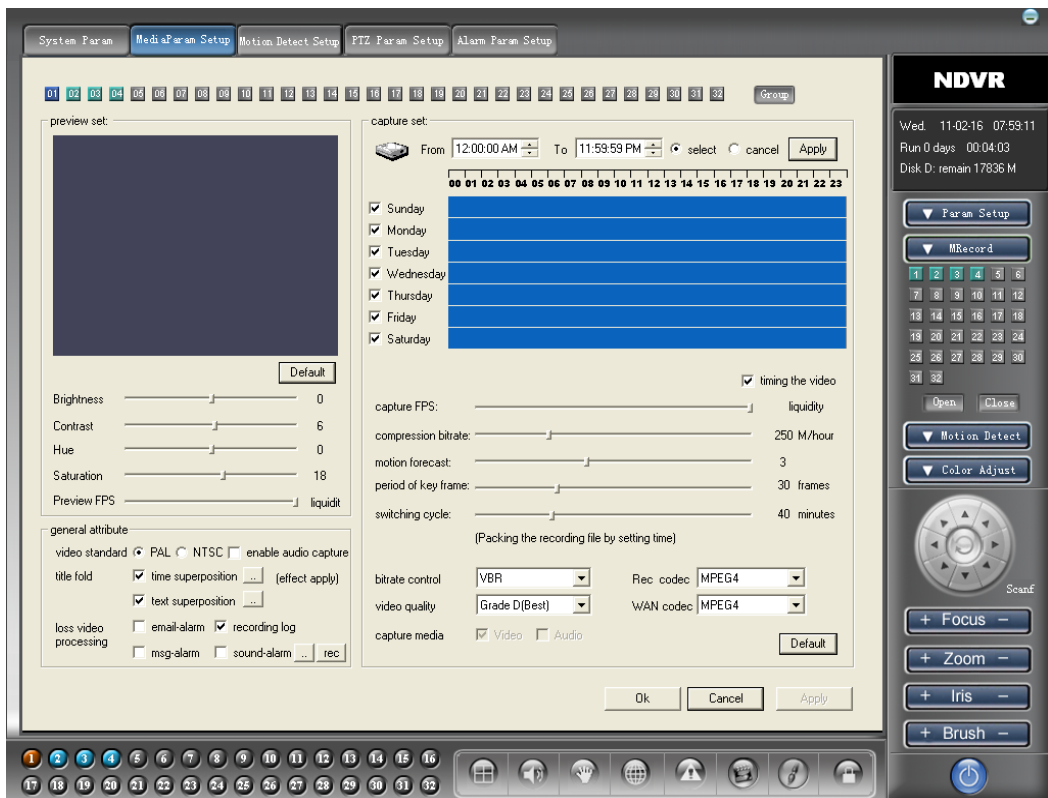 System Param MediaParam Setup Motion Detect Setup PTZ Param Setup Alarm Param Setup
01 02 03 04 05 06 07 08 09 10 11 12 13 14 15 16 17 18 19 20 21 22 23 24 25 26 27 28 29 30 31 32 Group
preview set:
Default
Brightness 0
Contrast 6
Hue 0
Saturation 18
Preview FPS liquidit
general attribute
video standard PAL NTSC enable audio capture
title fold time superposition .. (effect apply)
text superposition ..
loss video processing email-alarm recording log
msg-alarm sound-alarm .. rec
capture set:
From 12:00:00 AM To 11:59:59 PM select cancel Apply
00 01 02 03 04 05 06 07 08 09 10 11 12 13 14 15 16 17 18 19 20 21 22 23
Sunday
Monday
Tuesday
Wednesday
Thursday
Friday
Saturday
timing the video
capture FPS: liquidity
compression bitrate: 250 M/hour
motion forecast: 3
period of key frame: 30 frames
switching cycle: 40 minutes
(Packing the recording file by setting time)
bitrate control VBR Rec codec MPEG4
video quality Grade D(Best) WAN codec MPEG4
capture media Video Audio
Default
Ok Cancel Apply
NDVR
Wed. 11-02-16 07:59:11
Run 0 days 00:04:03
Disk D: remain 17836 M
Param Setup
MRecord
1 2 3 4 5 6
7 8 9 10 11 12
13 14 15 16 17 18
19 20 21 22 23 24
25 26 27 28 29 30
31 32
Open Close
Motion Detect
Color Adjust
Scanf
+ Focus −
+ Zoom −
+ Iris −
+ Brush −
1 2 3 4 5 6 7 8 9 10 11 12 13 14 15 16
17 18 19 20 21 22 23 24 25 26 27 28 29 30 31 32